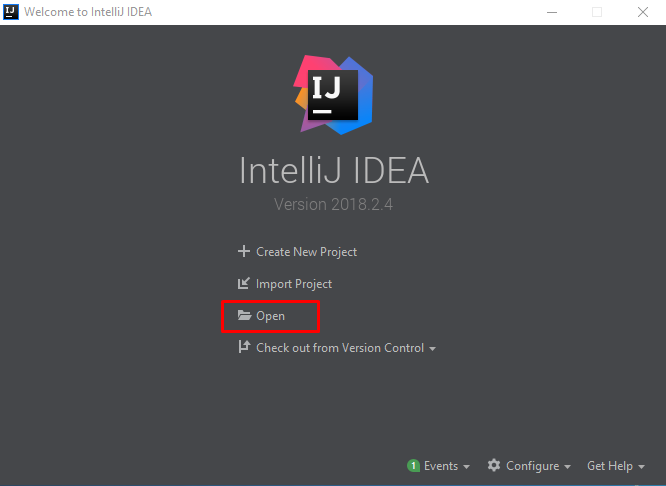 Welcome to IntelliJ IDEA
IJ
IntelliJ IDEA
Version 2018.2.4
Create New Project
Import Project
Open
Check out from Version Control
1 Events Configure Get Help